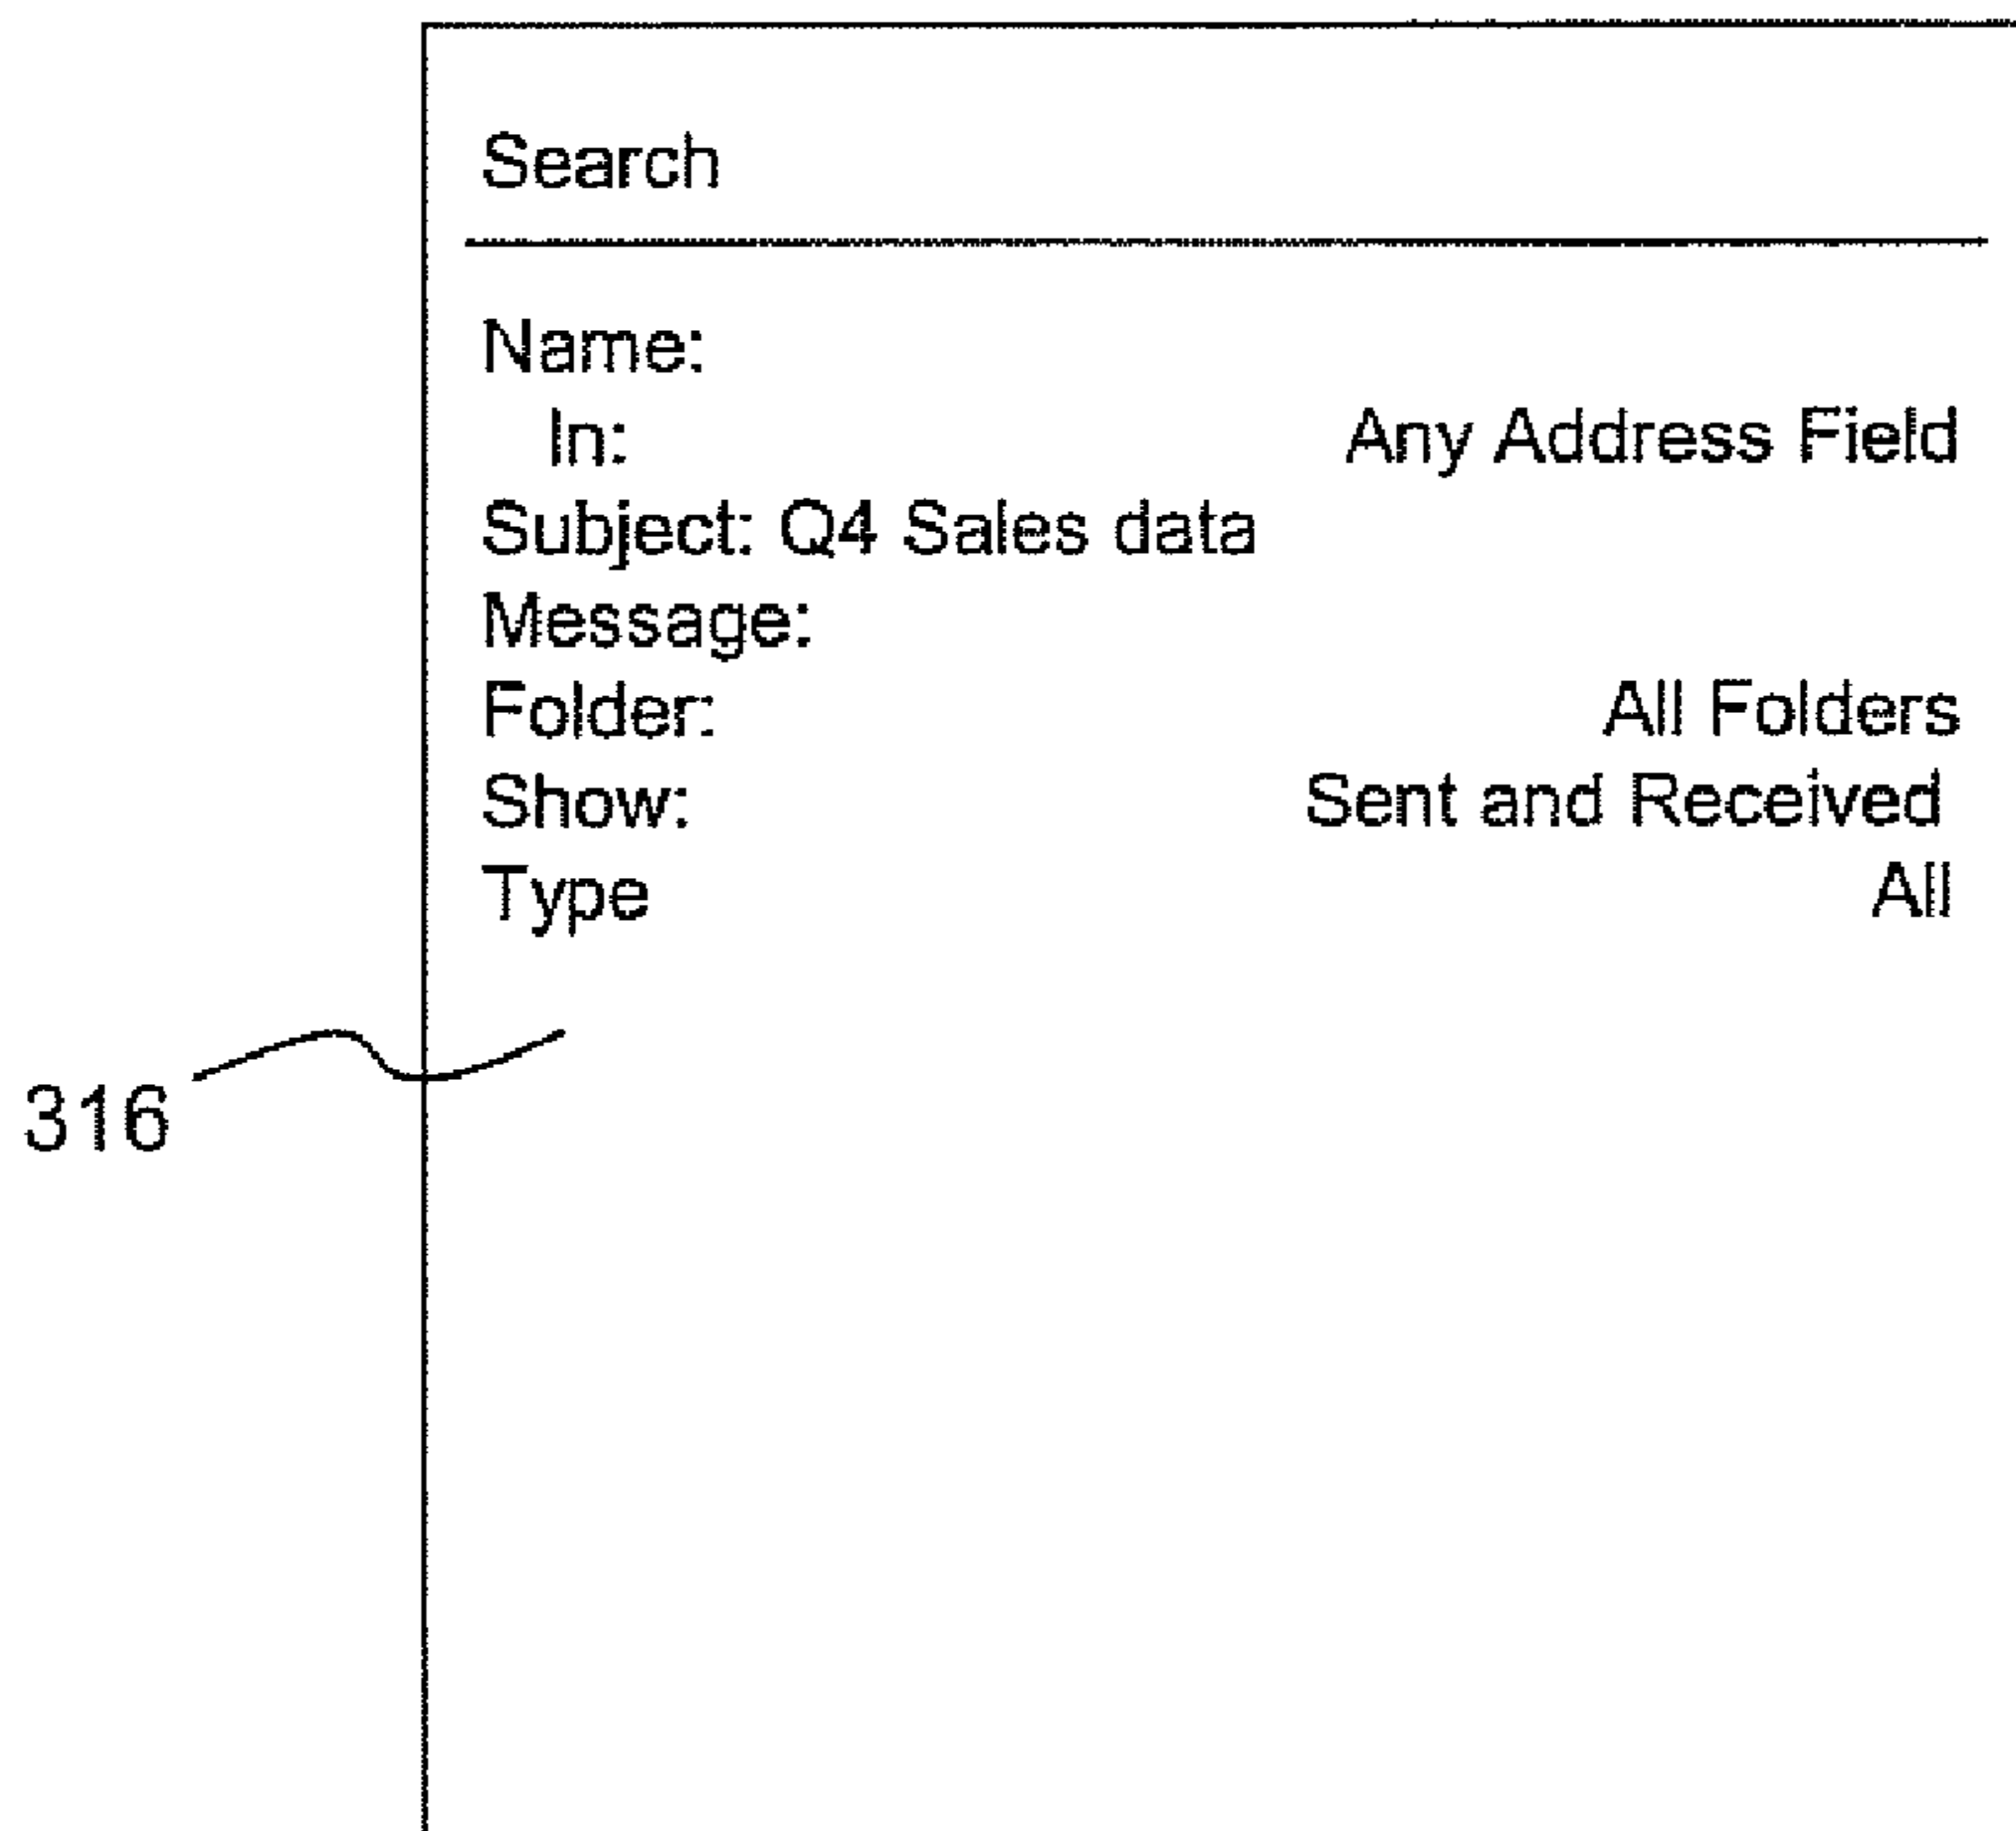 Search
Name:
In: Any Address Field
Subject: Q4 Sales data
Message:
Folder: All Folders
Show: Sent and Received
Type All
316